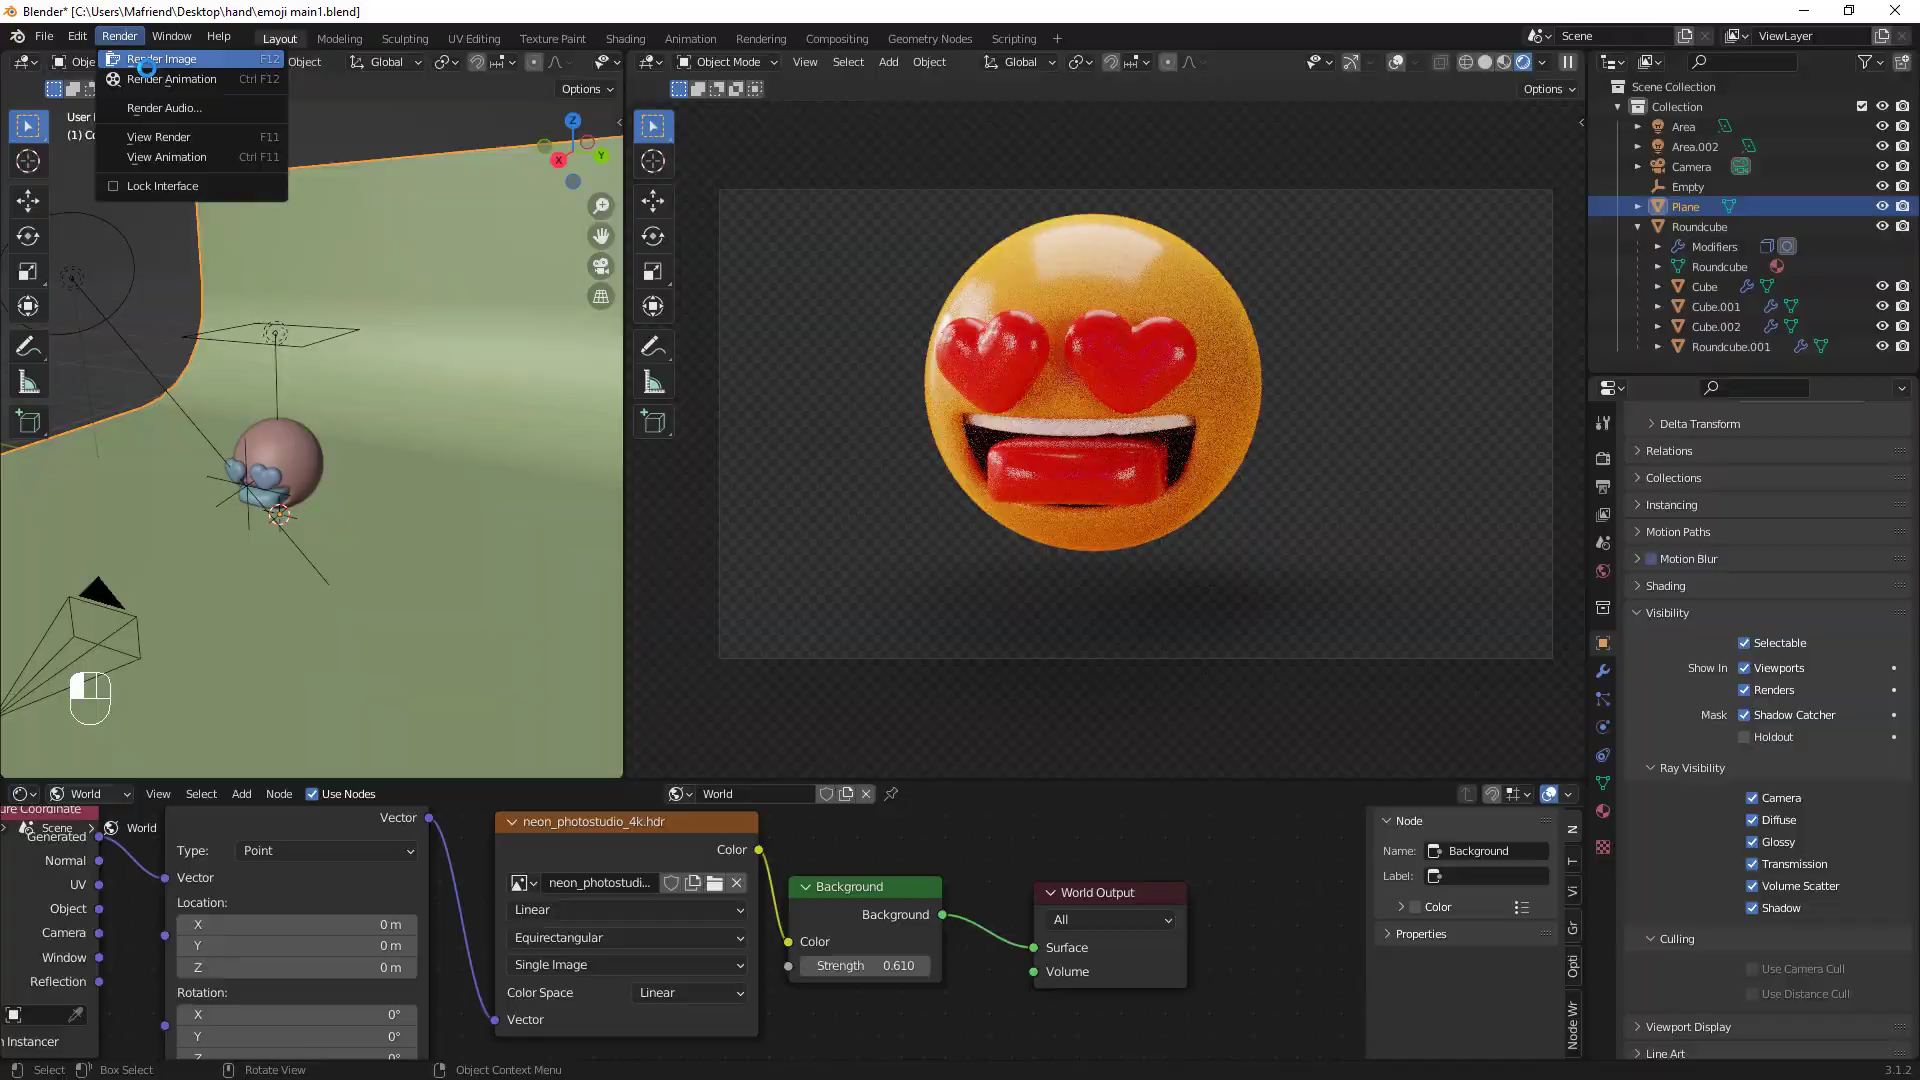 Blender* [C:\Users\Mafriend\Desktop\hand\emoji main1.blend]
File Edit Render Window Help Layout Modeling Sculpting UV Editing Texture Paint Shading Animation Rendering Compositing Geometry Nodes Scripting
Scene ViewLayer
Render Image F12
Render Animation Ctrl F12
Render Audio...
View Render F11
View Animation Ctrl F11
Lock Interface
Object Global
Options
Z
X
Y
Object Mode View Select Add Object Global
Options
Scene Collection
Collection
Area
Area.002
Camera
Empty
Plane
Roundcube
Modifiers
Roundcube
Cube
Cube.001
Cube.002
Roundcube.001
Delta Transform
Relations
Collections
Instancing
Motion Paths
Motion Blur
Shading
Visibility
Selectable
Show In Viewports
Renders
Mask Shadow Catcher
Holdout
Ray Visibility
Camera
Diffuse
Glossy
Transmission
Volume Scatter
Shadow
Culling
Use Camera Cull
Use Distance Cull
Viewport Display
Line Art
World View Select Add Node Use Nodes World
Scene World
Generated
Normal
UV
Object
Camera
Window
Reflection
Vector
Type: Point
Vector
Location:
X 0 m
Y 0 m
Z 0 m
Rotation:
X 0°
Y 0°
neon_photostudio_4k.hdr
Color
neon_photostudi...
Linear
Equirectangular
Single Image
Color Space Linear
Vector
Background
Background
Color
Strength 0.610
World Output
All
Surface
Volume
Node
Name: Background
Label:
Color
Properties
N
T
Vi
Gr
Opti
Node Wr
Select Box Select Rotate View Object Context Menu
3.1.2